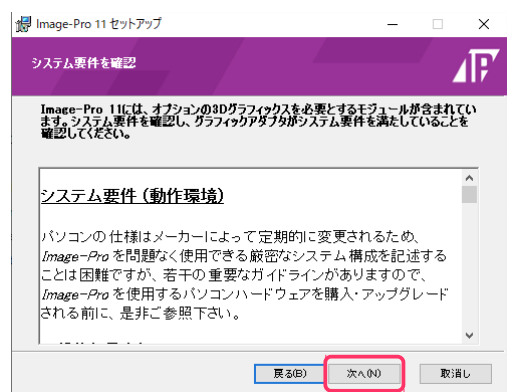 Image-Pro 11 セットアップ
システム要件を確認
Image-Pro 11には、オプションの3Dグラフィックスを必要とするモジュールが含まれてい
ます。システム要件を確認し、グラフィックアダプタがシステム要件を満たしていることを
確認してください。
システム要件（動作環境）
パソコンの仕様はメーカーによって定期的に変更されるため、
Image-Pro を問題なく使用できる厳密なシステム構成を記述する
ことは困難ですが、若干の重要なガイドラインがありますので、
Image-Pro を使用するパソコンハードウェアを購入・アップグレード
される前に、是非ご参照下さい。
戻る(B) 次へ(N) 取消し